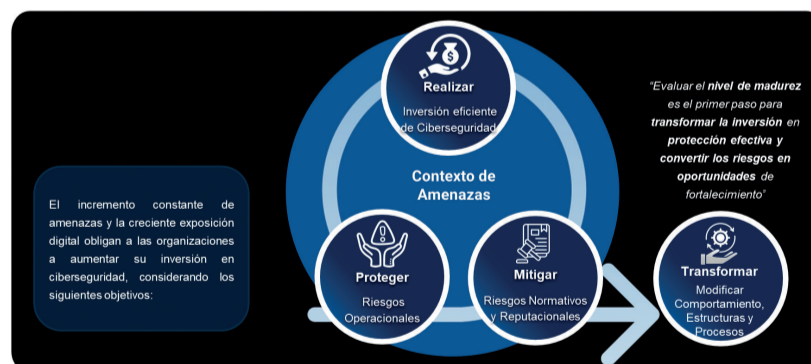 El incremento constante de
amenazas y la creciente exposición
digital obligan a las organizaciones
a aumentar su inversión en
ciberseguridad, considerando los
siguientes objetivos:
Realizar
Inversión eficiente
de Ciberseguridad
Contexto de
Amenazas
Proteger
Riesgos
Operacionales
Mitigar
Riesgos Normativos
y Reputacionales
“Evaluar el nivel de madurez
es el primer paso para
transformar la inversión en
protección efectiva y
convertir los riesgos en
oportunidades de
fortalecimiento”
Transformar
Modificar
Comportamiento,
Estructuras y
Procesos